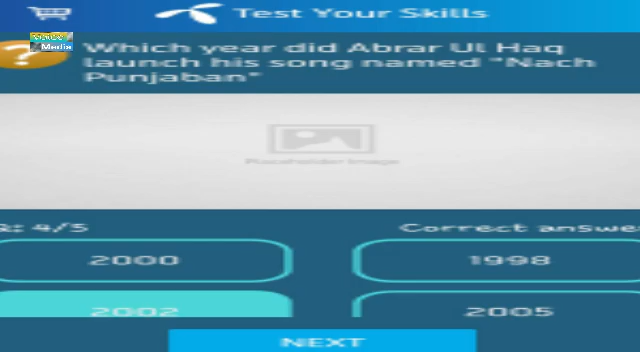 Test Your Skills
Media
Which year did Abrar Ul Haq
launch his song named "Nach
Punjaban"
Placeholder Image
4/5
Correct answe
2000
1998
2002
2005
NEXT